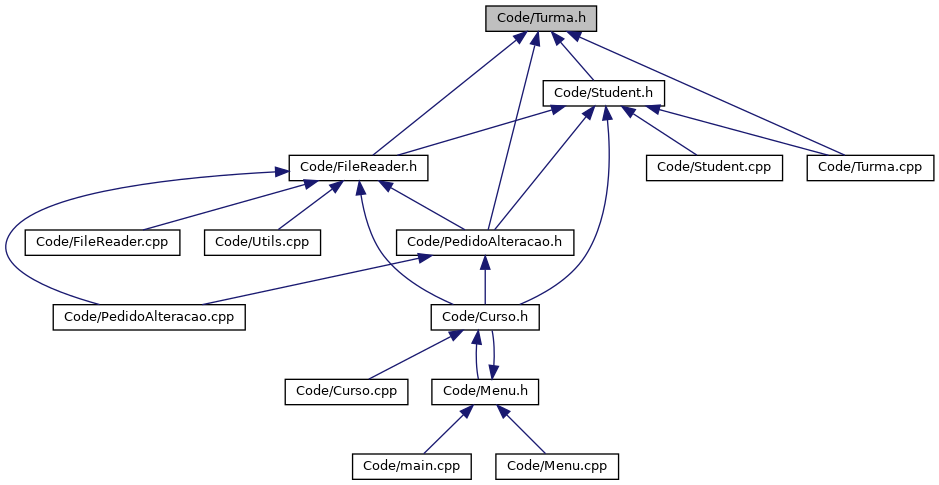 Code/Turma.h
Code/Student.h
Code/FileReader.h
Code/Student.cpp
Code/Turma.cpp
Code/FileReader.cpp
Code/Utils.cpp
Code/PedidoAlteracao.h
Code/PedidoAlteracao.cpp
Code/Curso.h
Code/Curso.cpp
Code/Menu.h
Code/main.cpp
Code/Menu.cpp